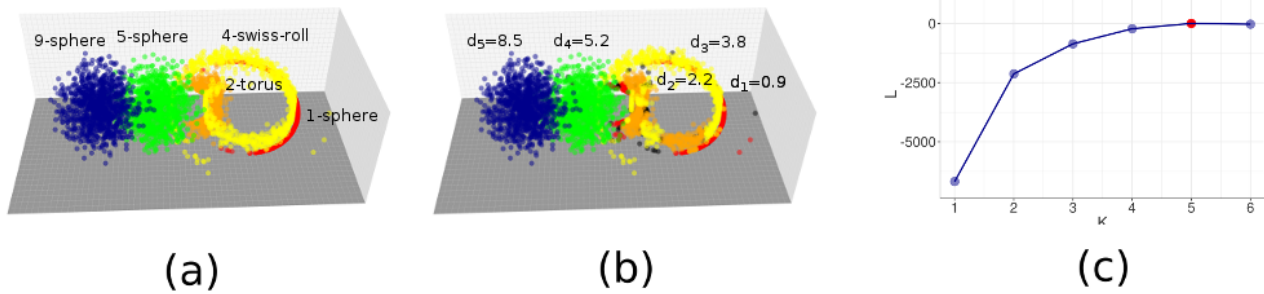 9-sphere 5-sphere 4-swiss-roll
2-torus
1-sphere
(a)
d₅=8.5 d₄=5.2 d₃=3.8
d₂=2.2 d₁=0.9
(b)
0
-2500
-5000
L
1 2 3 4 5 6
K
(c)